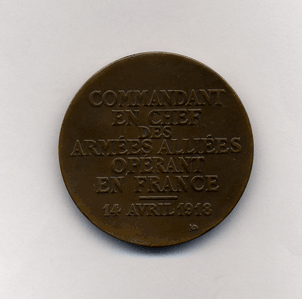 COMMANDANT
EN CHEF
DES
ARMÉES ALLIÉES
OPÉRANT
EN FRANCE
14 AVRIL 1918